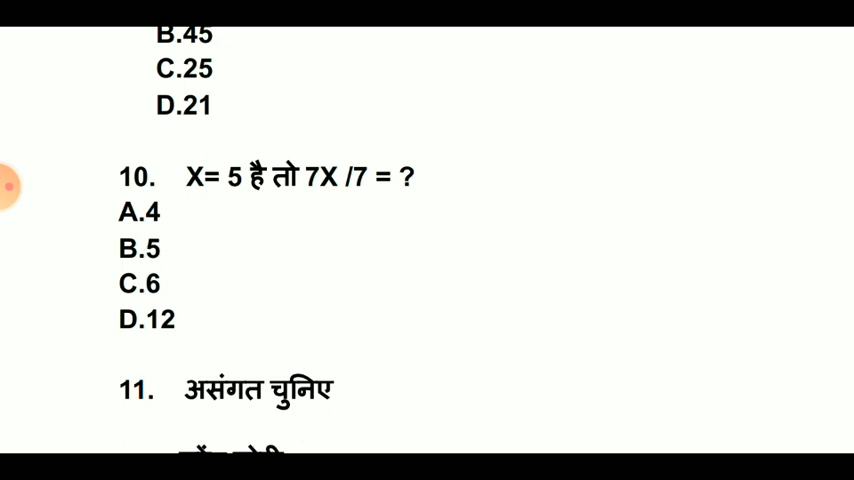 B.45
C.25
D.21
10. X= 5 है तो 7X /7 = ?
A.4
B.5
C.6
D.12
11. असंगत चुनिए